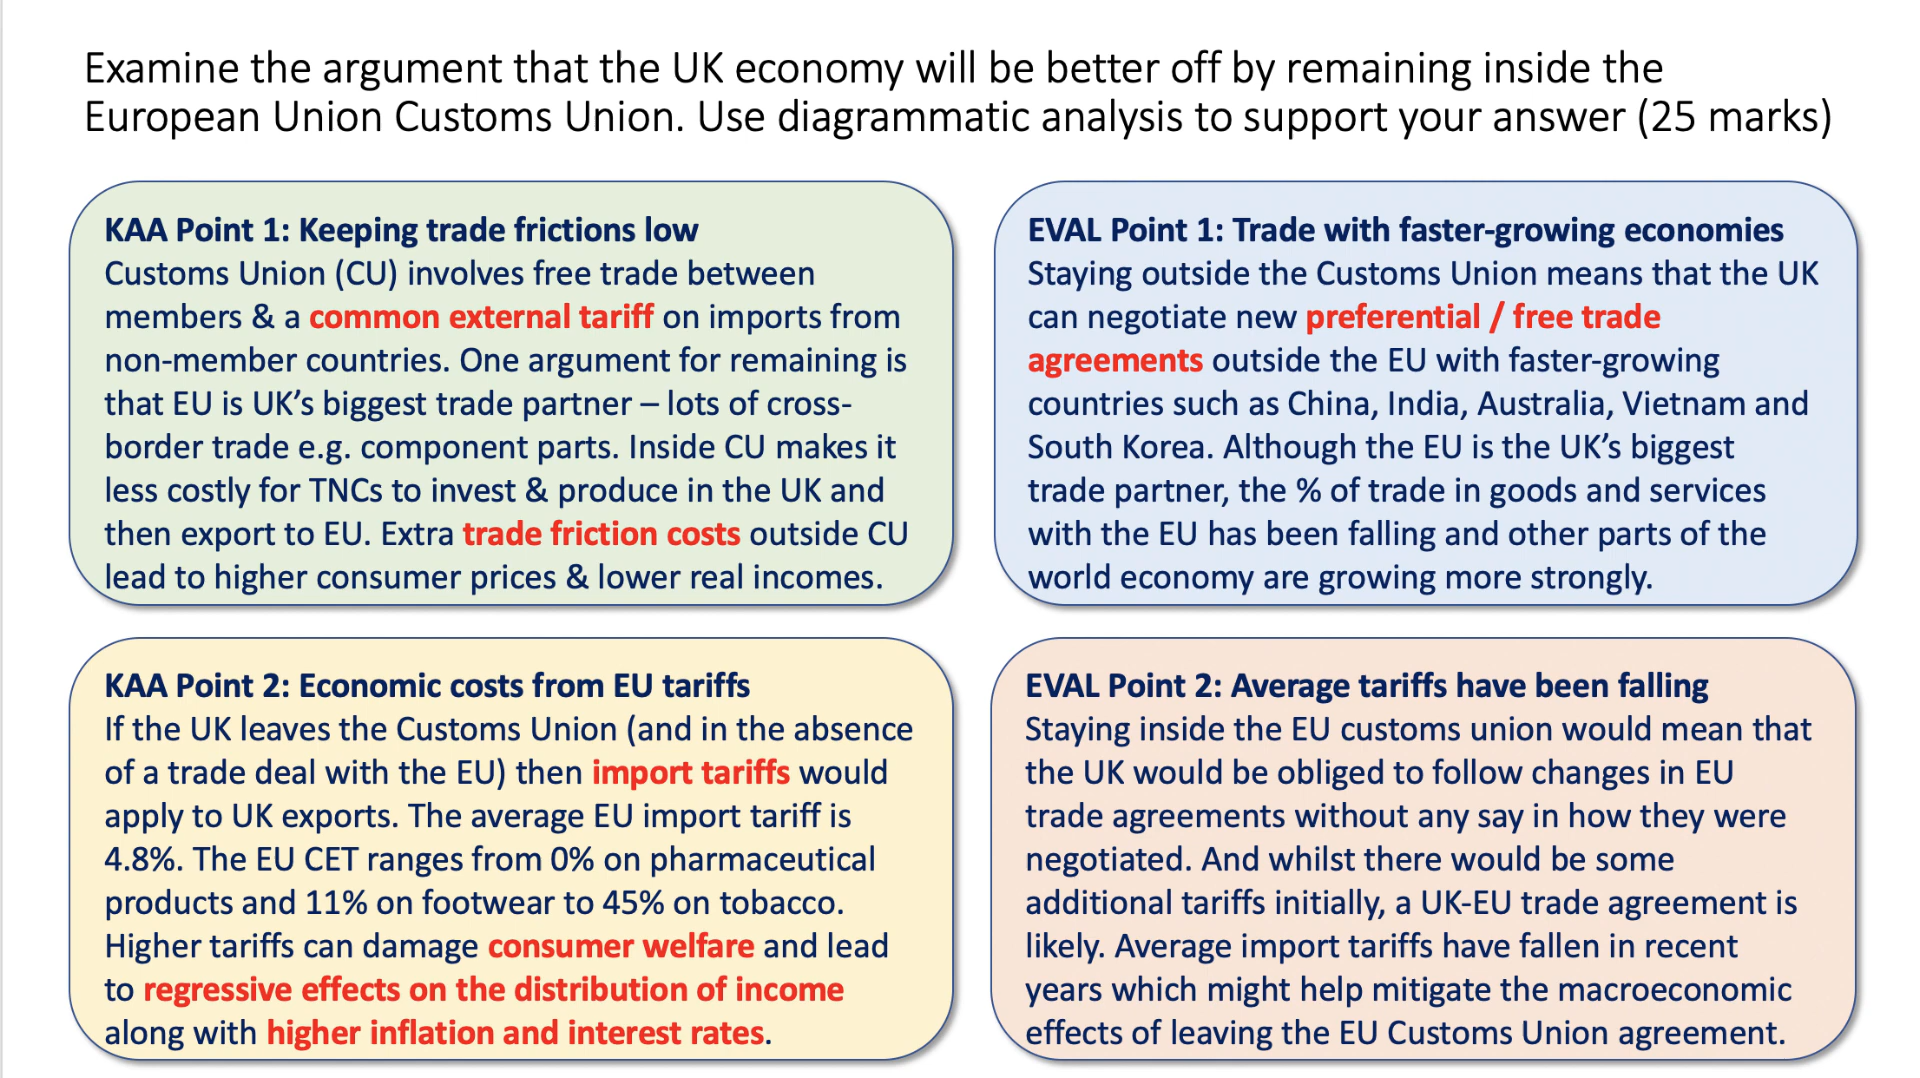 Examine the argument that the UK economy will be better off by remaining inside the
European Union Customs Union. Use diagrammatic analysis to support your answer (25 marks)
KAA Point 1: Keeping trade frictions low
Customs Union (CU) involves free trade between
members & a common external tariff on imports from
non-member countries. One argument for remaining is
that EU is UK’s biggest trade partner – lots of cross-
border trade e.g. component parts. Inside CU makes it
less costly for TNCs to invest & produce in the UK and
then export to EU. Extra trade friction costs outside CU
lead to higher consumer prices & lower real incomes.
EVAL Point 1: Trade with faster-growing economies
Staying outside the Customs Union means that the UK
can negotiate new preferential / free trade
agreements outside the EU with faster-growing
countries such as China, India, Australia, Vietnam and
South Korea. Although the EU is the UK’s biggest
trade partner, the % of trade in goods and services
with the EU has been falling and other parts of the
world economy are growing more strongly.
KAA Point 2: Economic costs from EU tariffs
If the UK leaves the Customs Union (and in the absence
of a trade deal with the EU) then import tariffs would
apply to UK exports. The average EU import tariff is
4.8%. The EU CET ranges from 0% on pharmaceutical
products and 11% on footwear to 45% on tobacco.
Higher tariffs can damage consumer welfare and lead
to regressive effects on the distribution of income
along with higher inflation and interest rates.
EVAL Point 2: Average tariffs have been falling
Staying inside the EU customs union would mean that
the UK would be obliged to follow changes in EU
trade agreements without any say in how they were
negotiated. And whilst there would be some
additional tariffs initially, a UK-EU trade agreement is
likely. Average import tariffs have fallen in recent
years which might help mitigate the macroeconomic
effects of leaving the EU Customs Union agreement.